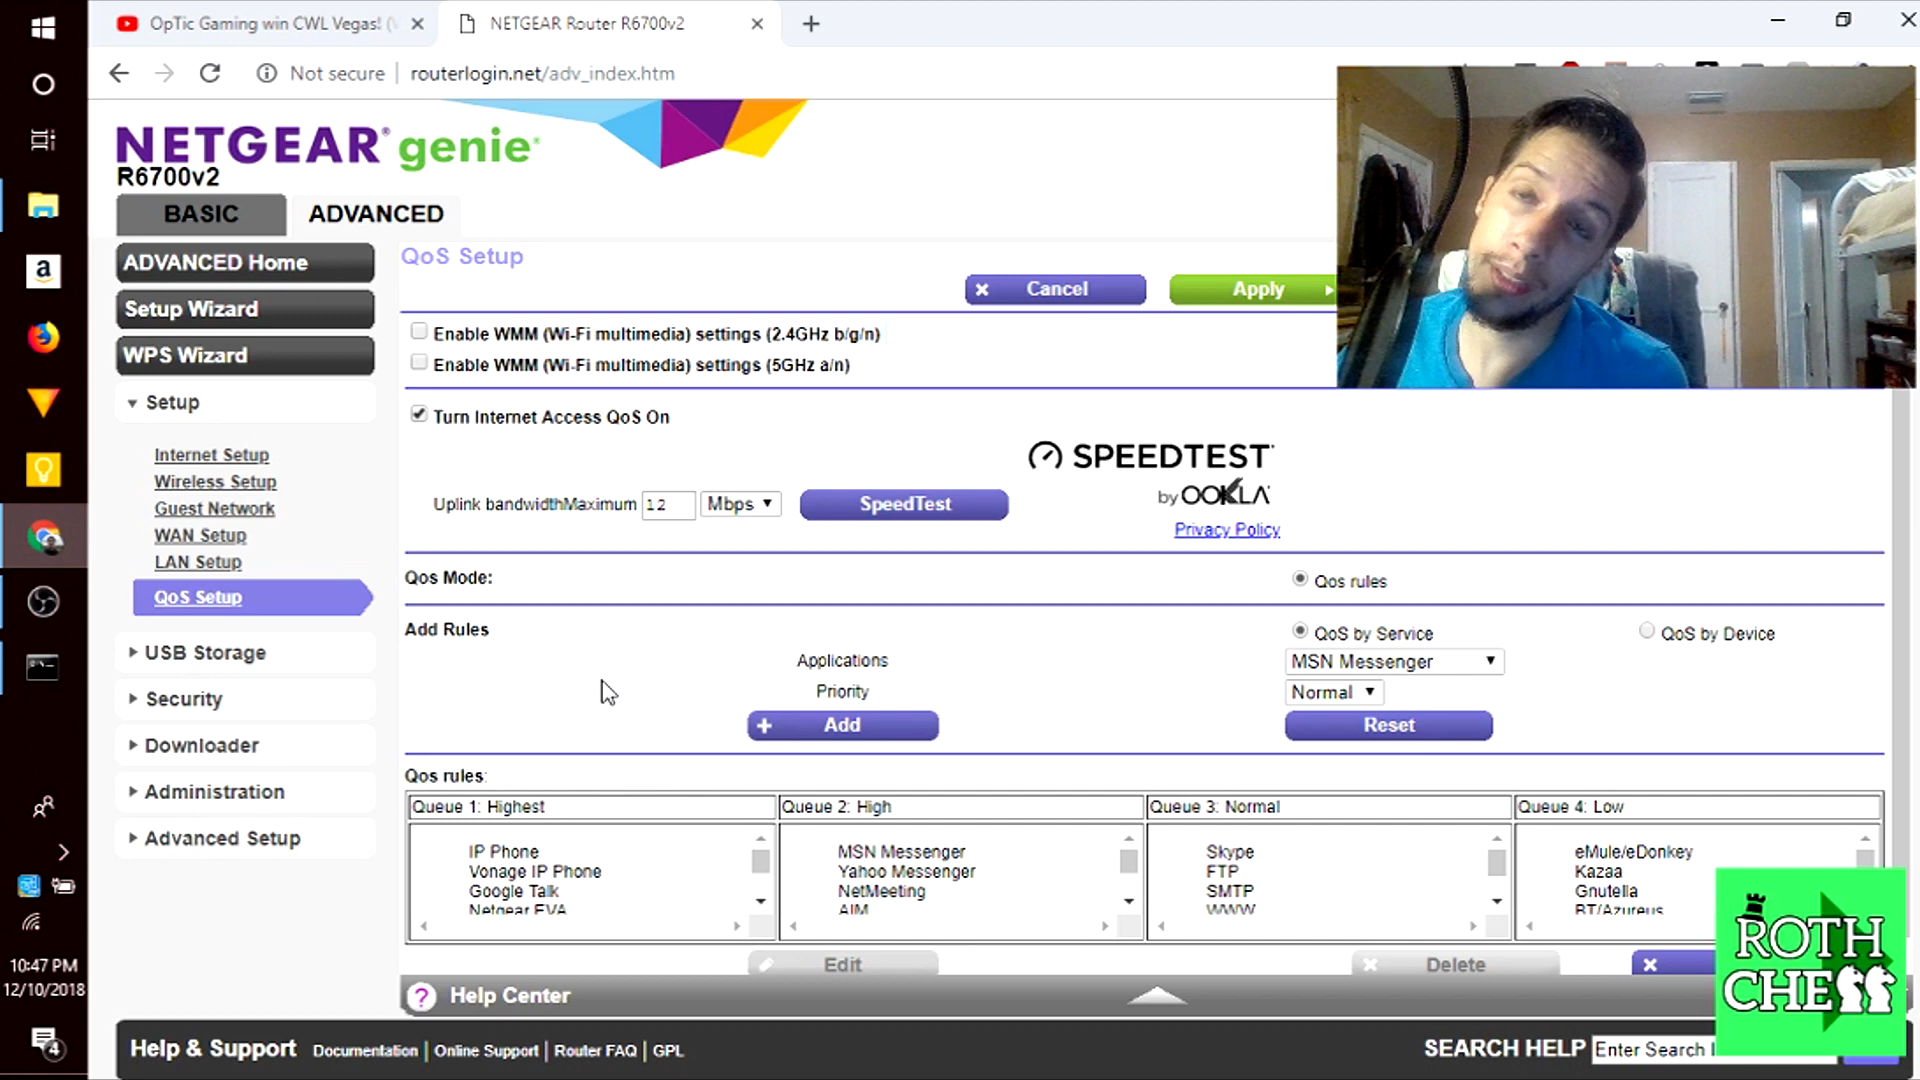 OpTic Gaming win CWL Vegas! (
NETGEAR Router R6700v2
Not secure
routerlogin.net/adv_index.htm
NETGEAR® genie®
R6700v2
BASIC
ADVANCED
ADVANCED Home
Setup Wizard
WPS Wizard
Setup
Internet Setup
Wireless Setup
Guest Network
WAN Setup
LAN Setup
QoS Setup
USB Storage
Security
Downloader
Administration
Advanced Setup
QoS Setup
Cancel
Apply
Enable WMM (Wi-Fi multimedia) settings (2.4GHz b/g/n)
Enable WMM (Wi-Fi multimedia) settings (5GHz a/n)
Turn Internet Access QoS On
SPEEDTEST
by OOKLA
Uplink bandwidthMaximum 12 Mbps SpeedTest
Privacy Policy
Qos Mode: Qos rules
Add Rules QoS by Service QoS by Device
Applications MSN Messenger
Priority Normal
Add Reset
Qos rules:
Queue 1: Highest
IP Phone
Vonage IP Phone
Google Talk
Netgear EVA
Queue 2: High
MSN Messenger
Yahoo Messenger
NetMeeting
AIM
Queue 3: Normal
Skype
FTP
SMTP
WWW
Queue 4: Low
eMule/eDonkey
Kazaa
Gnutella
BT/Azureus
Edit Delete
? Help Center
Help & Support Documentation | Online Support | Router FAQ | GPL
SEARCH HELP Enter Search
a
10:47 PM
12/10/2018
4
ROTH
CHESS